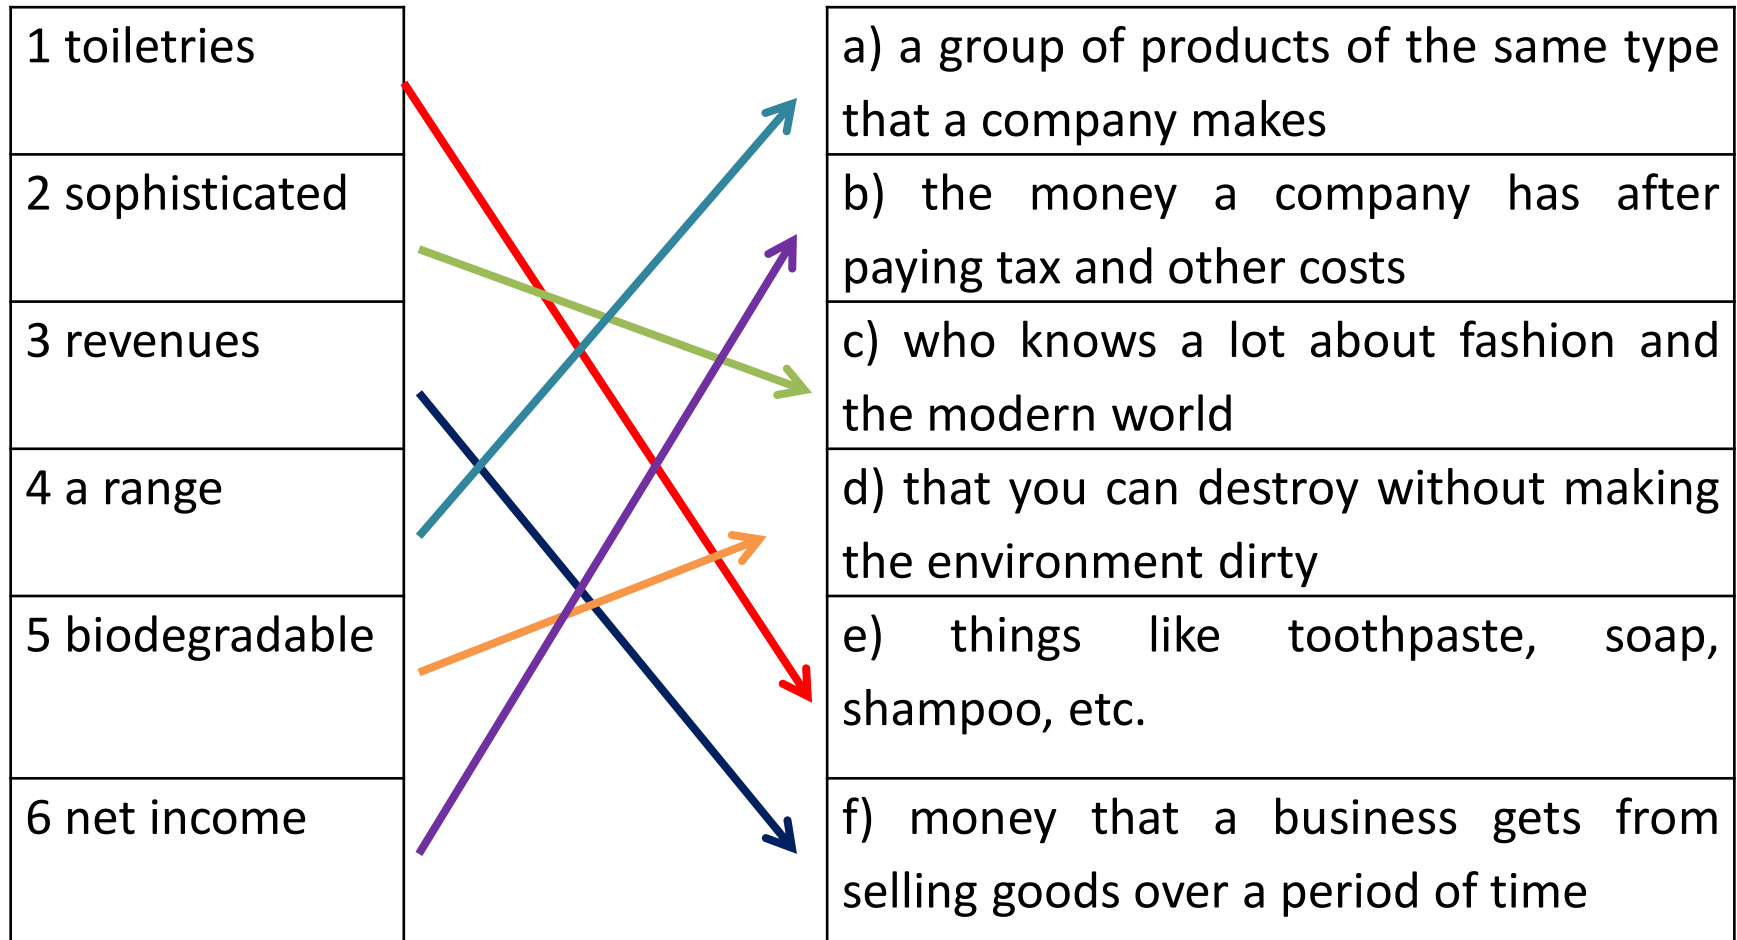 1 toiletries
2 sophisticated
3 revenues
4 a range
5 biodegradable
6 net income
a) a group of products of the same type
that a company makes
b) the money a company has after
paying tax and other costs
c) who knows a lot about fashion and
the modern world
d) that you can destroy without making
the environment dirty
e) things like toothpaste, soap,
shampoo, etc.
f) money that a business gets from
selling goods over a period of time